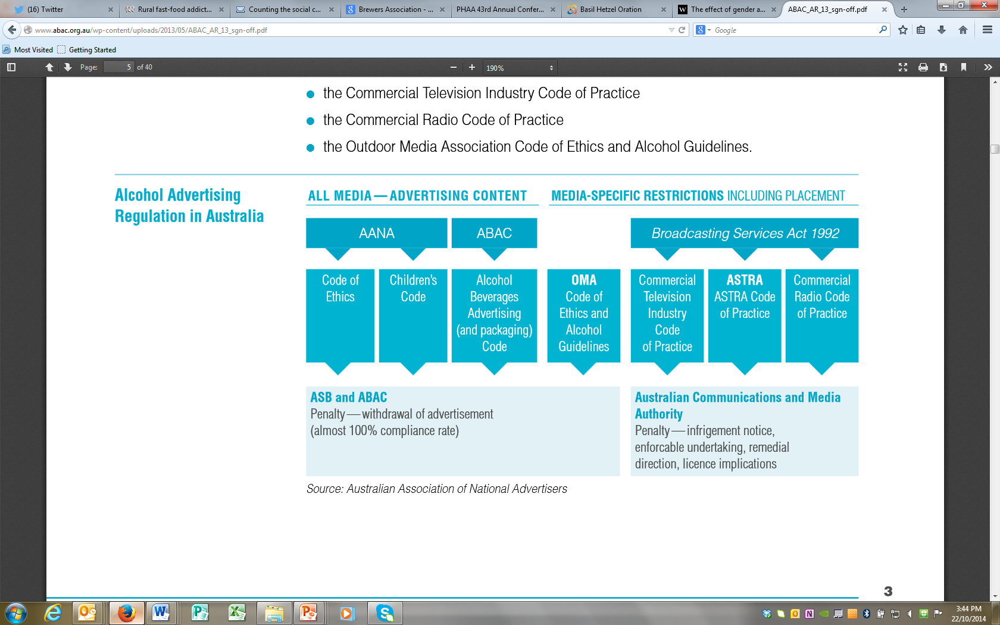 (16) Twitter
Rural fast-food addict...
Counting the social c...
Brewers Association - ...
PHAA 43rd Annual Confer...
Basil Hetzel Oration
W The effect of gender a...
ABAC_AR_13_sgn-off.pdf
www.abac.org.au/wp-content/uploads/2013/05/ABAC_AR_13_sgn-off.pdf
Google
Most Visited
Getting Started
Page: 5 of 40
190%
the Commercial Television Industry Code of Practice
the Commercial Radio Code of Practice
the Outdoor Media Association Code of Ethics and Alcohol Guidelines.
Alcohol Advertising
Regulation in Australia
ALL MEDIA — ADVERTISING CONTENT
MEDIA-SPECIFIC RESTRICTIONS INCLUDING PLACEMENT
AANA
ABAC
Broadcasting Services Act 1992
Code of
Ethics
Children's
Code
Alcohol
Beverages
Advertising
(and packaging)
Code
OMA
Code of
Ethics and
Alcohol
Guidelines
Commercial
Television
Industry
Code
of Practice
ASTRA
ASTRA Code
of Practice
Commercial
Radio Code
of Practice
ASB and ABAC
Penalty — withdrawal of advertisement
(almost 100% compliance rate)
Australian Communications and Media
Authority
Penalty — infrigement notice,
enforcable undertaking, remedial
direction, licence implications
Source: Australian Association of National Advertisers
3
3:44 PM
22/10/2014